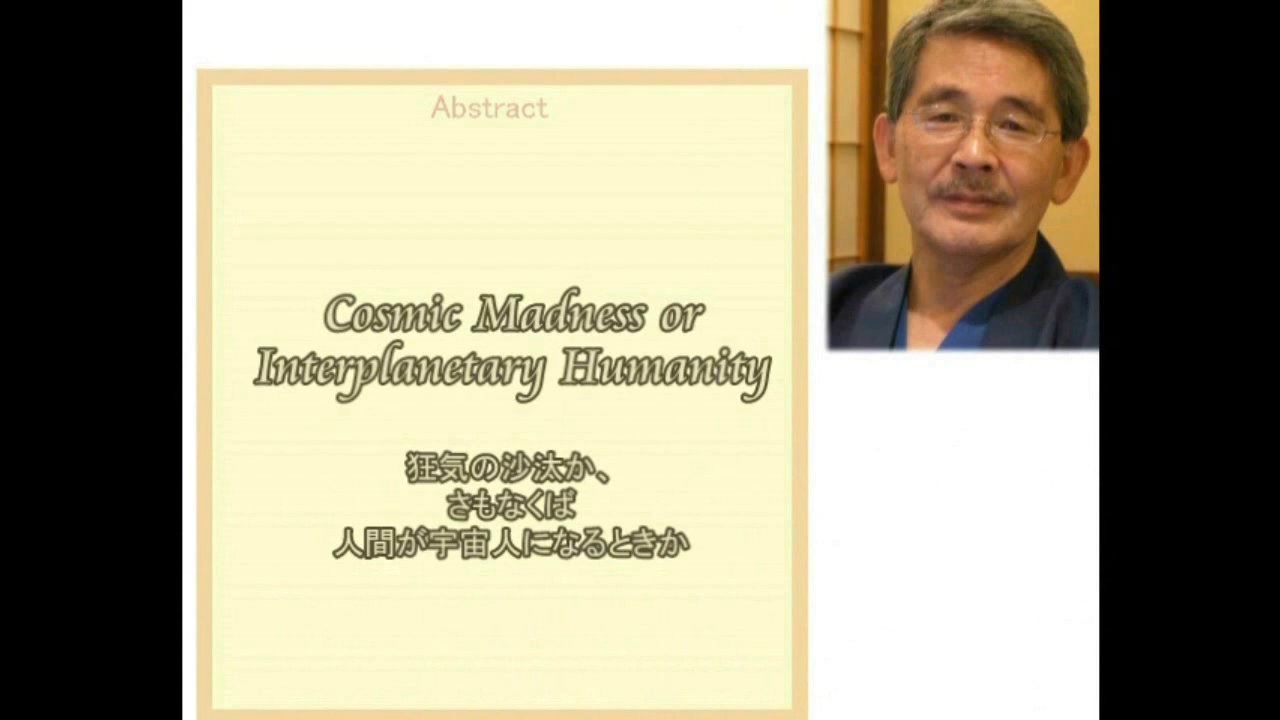 Abstract
Cosmic Madness or
Interplanetary Humanity
狂気の沙汰か、
さもなくば
人間が宇宙人になるときか